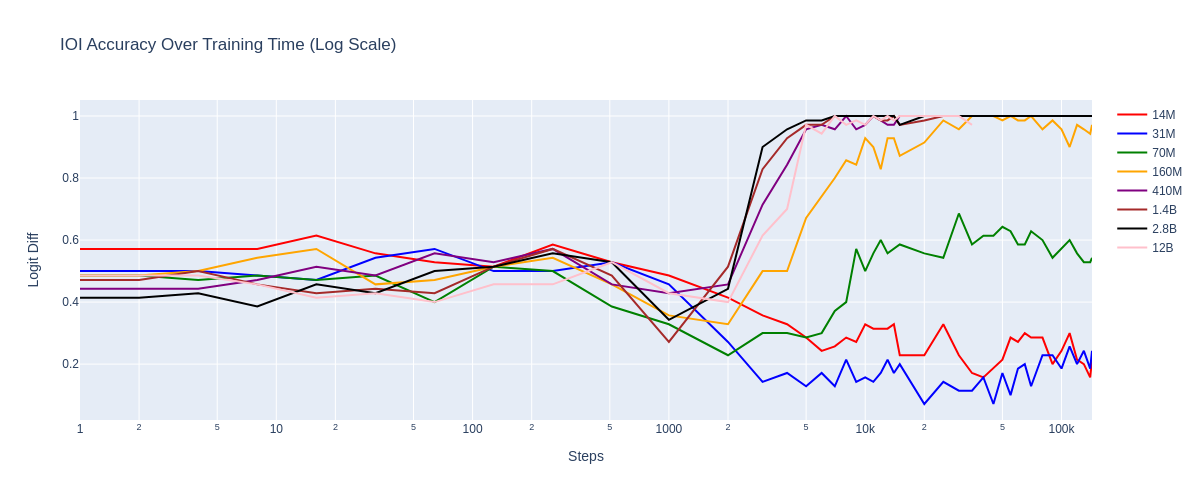 IOI Accuracy Over Training Time (Log Scale)
Logit Diff
1
0.8
0.6
0.4
0.2
1 2 5 10 2 5 100 2 5 1000 2 5 10k 2 5 100k
Steps
14M
31M
70M
160M
410M
1.4B
2.8B
12B